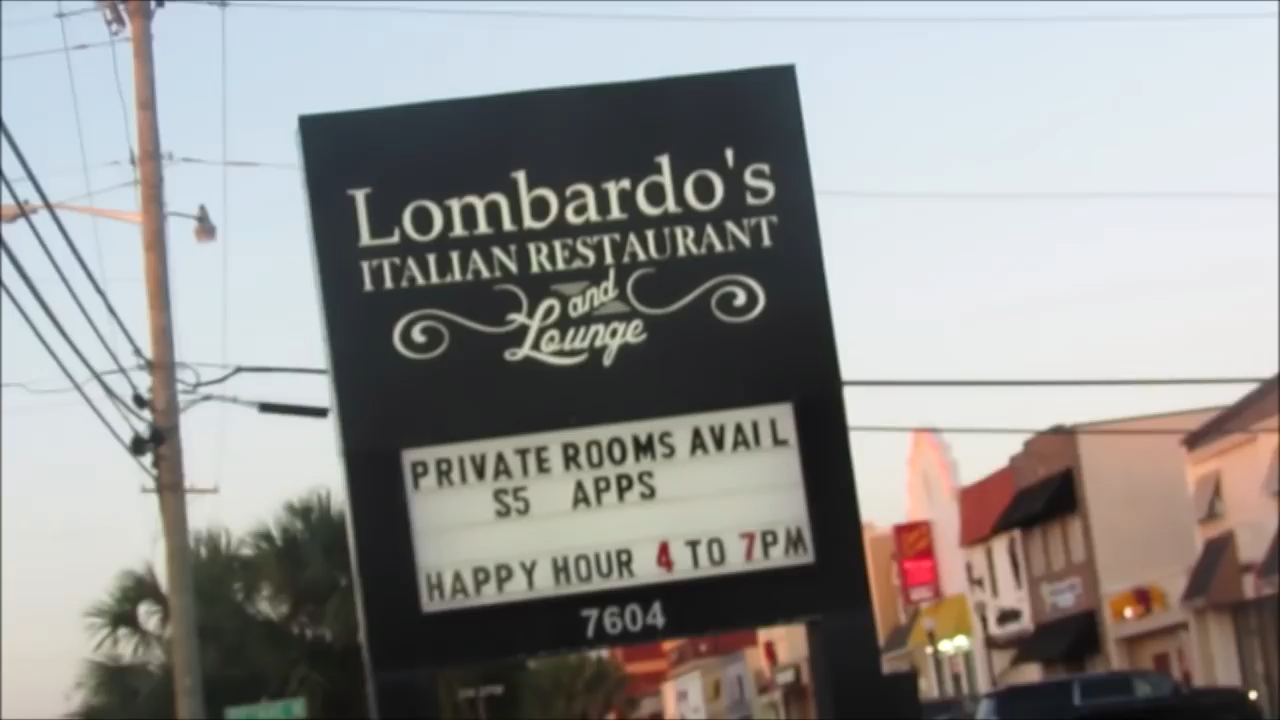 Lombardo's
ITALIAN RESTAURANT
and
Lounge
PRIVATE ROOMS AVAIL
S5 APPS
HAPPY HOUR 4 TO 7PM
7604